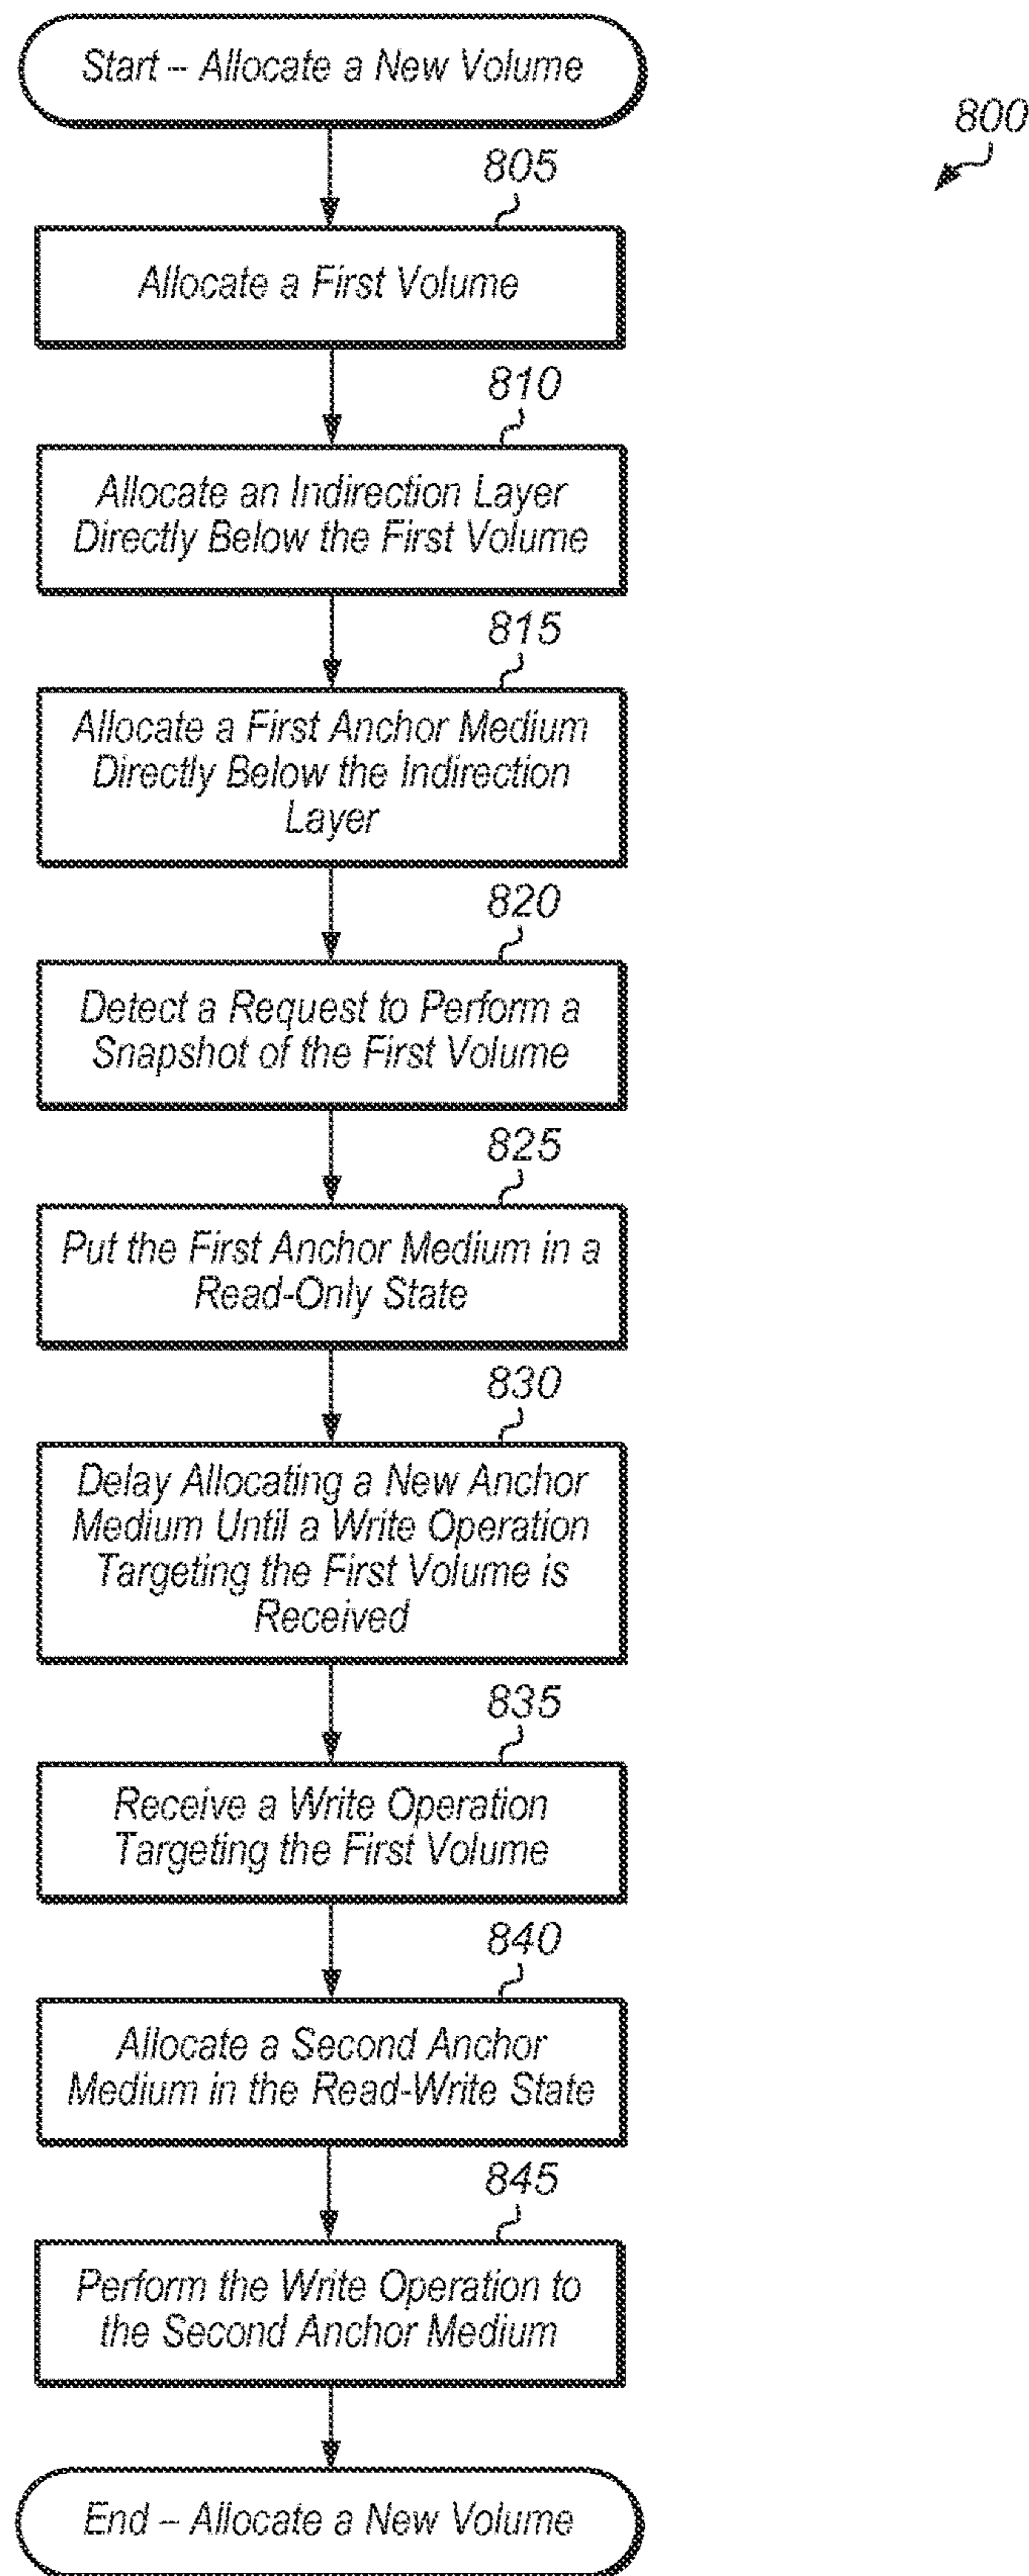 Start – Allocate a New Volume
800
805
Allocate a First Volume
810
Allocate an Indirection Layer
Directly Below the First Volume
815
Allocate a First Anchor Medium
Directly Below the Indirection
Layer
820
Detect a Request to Perform a
Snapshot of the First Volume
825
Put the First Anchor Medium in a
Read-Only State
830
Delay Allocating a New Anchor
Medium Until a Write Operation
Targeting the First Volume is
Received
835
Receive a Write Operation
Targeting the First Volume
840
Allocate a Second Anchor
Medium in the Read-Write State
845
Perform the Write Operation to
the Second Anchor Medium
End – Allocate a New Volume